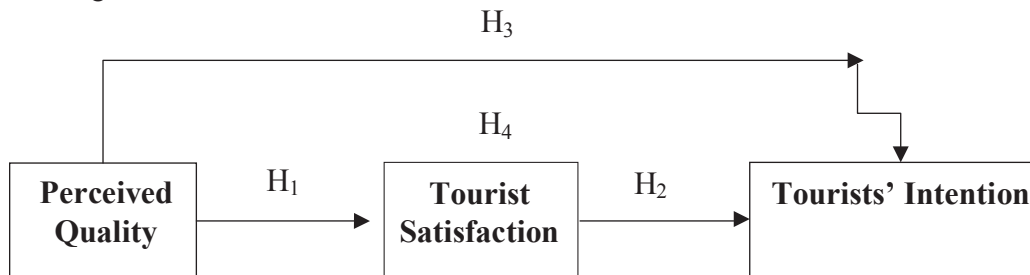 H₃
H₄
Perceived
Quality
H₁
Tourist
Satisfaction
H₂
Tourists’ Intention